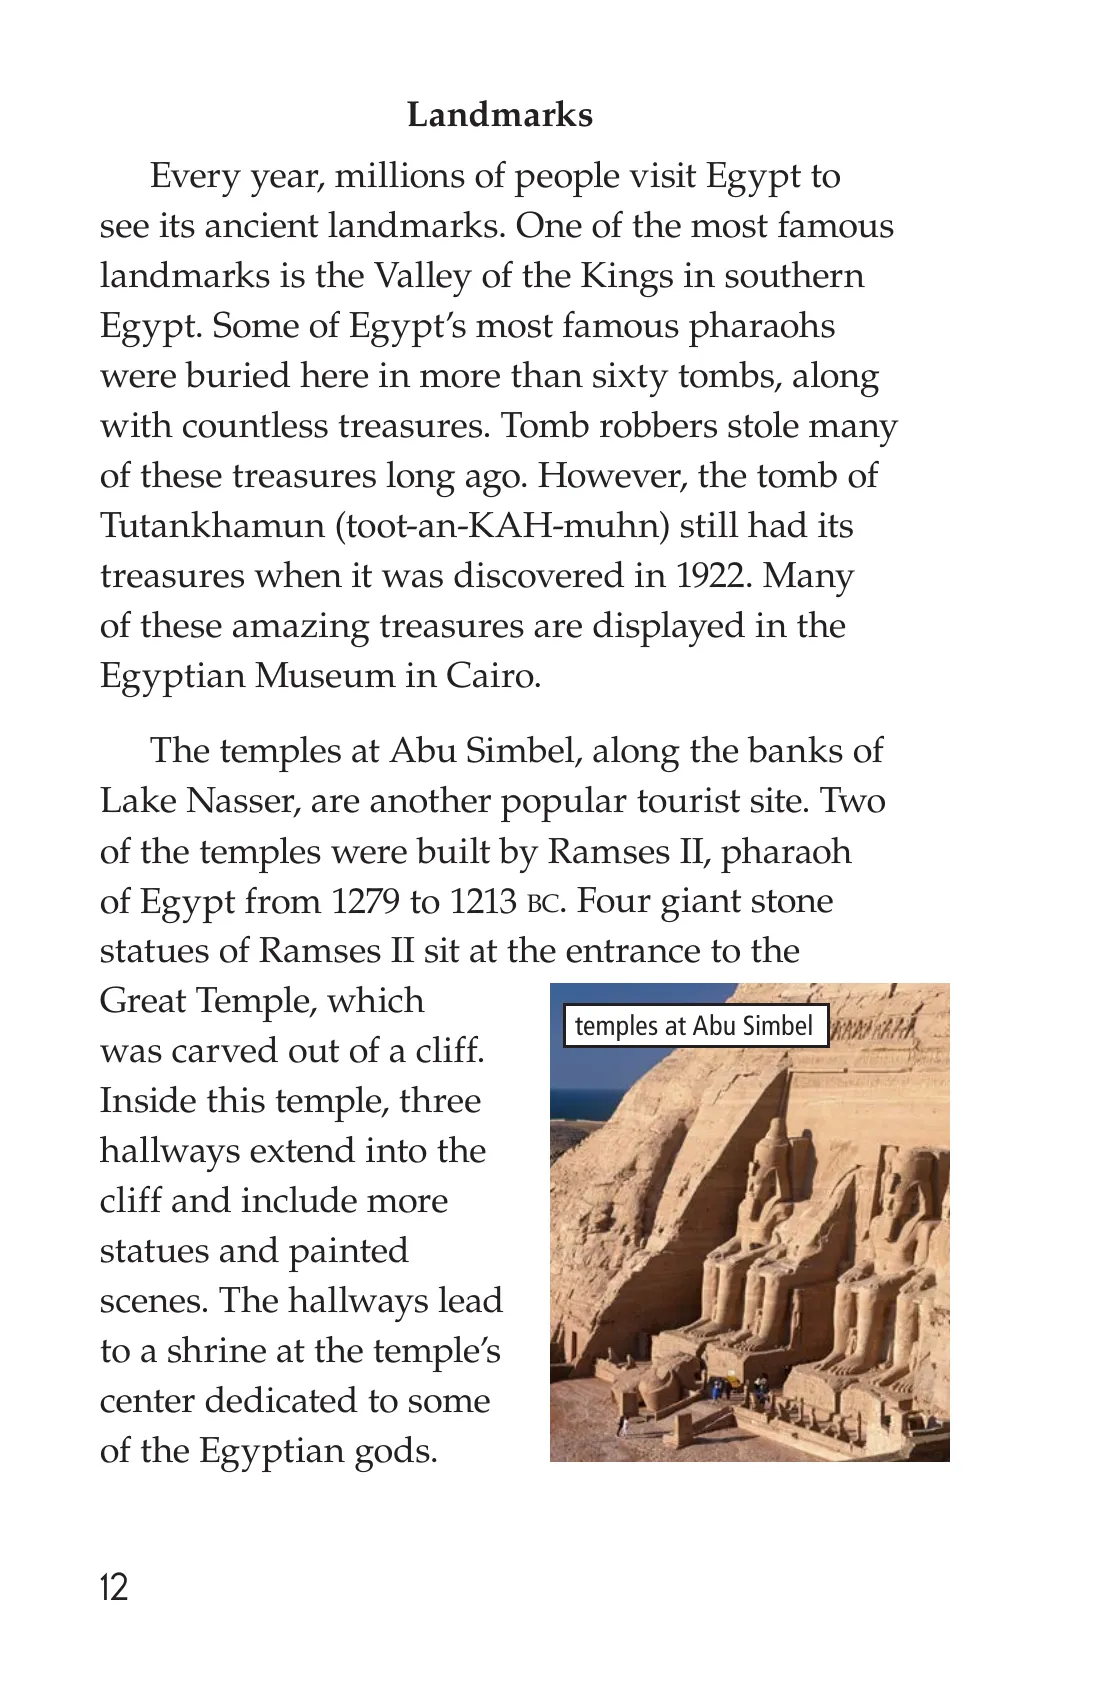 Landmarks
Every year, millions of people visit Egypt to
see its ancient landmarks. One of the most famous
landmarks is the Valley of the Kings in southern
Egypt. Some of Egypt’s most famous pharaohs
were buried here in more than sixty tombs, along
with countless treasures. Tomb robbers stole many
of these treasures long ago. However, the tomb of
Tutankhamun (toot-an-KAH-muhn) still had its
treasures when it was discovered in 1922. Many
of these amazing treasures are displayed in the
Egyptian Museum in Cairo.
The temples at Abu Simbel, along the banks of
Lake Nasser, are another popular tourist site. Two
of the temples were built by Ramses II, pharaoh
of Egypt from 1279 to 1213 BC. Four giant stone
statues of Ramses II sit at the entrance to the
Great Temple, which
was carved out of a cliff.
Inside this temple, three
hallways extend into the
cliff and include more
statues and painted
scenes. The hallways lead
to a shrine at the temple’s
center dedicated to some
of the Egyptian gods.
temples at Abu Simbel
12